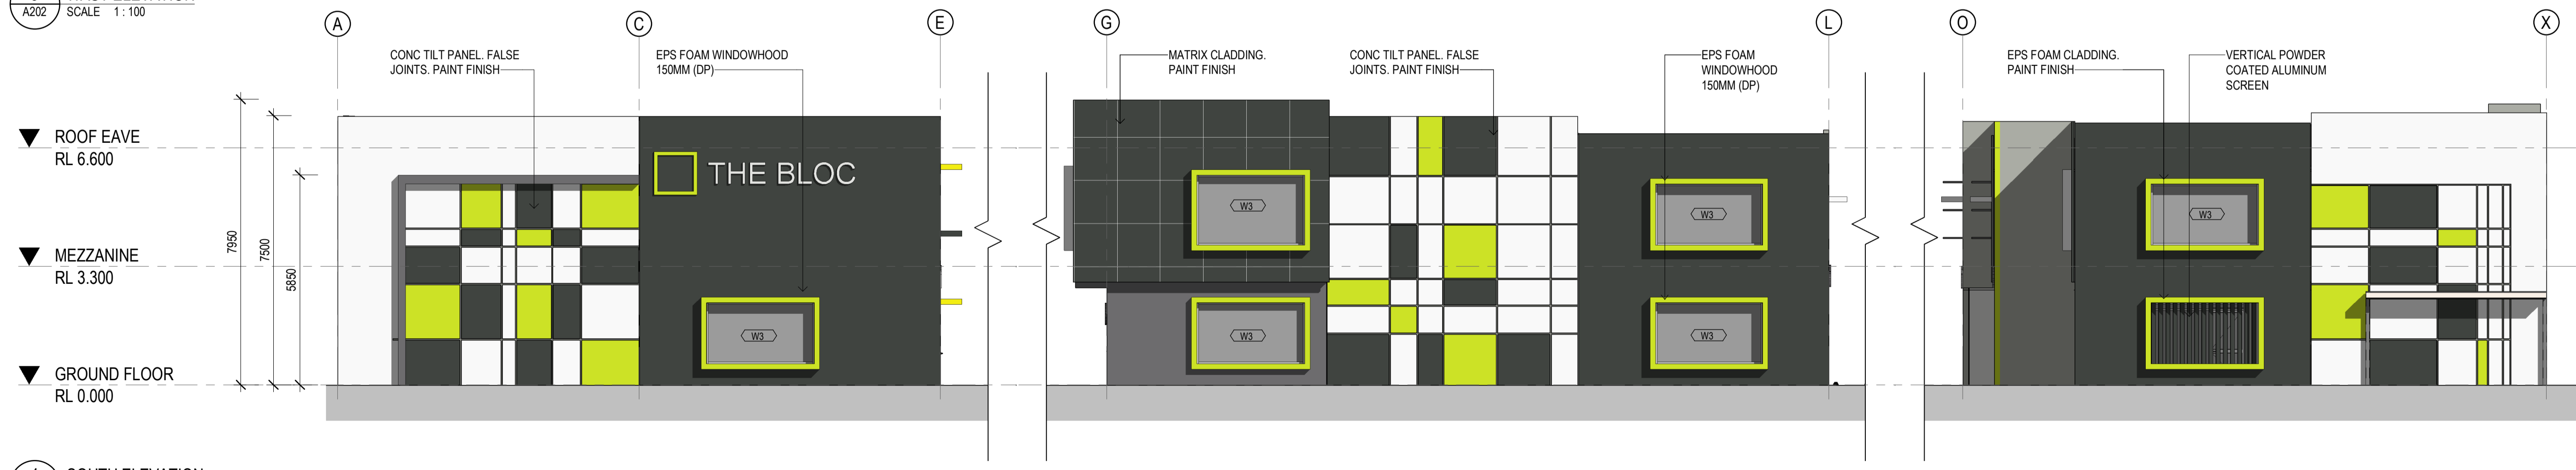 A202
SCALE 1 : 100
A
C
E
G
L
O
X
CONC TILT PANEL. FALSE
JOINTS. PAINT FINISH
EPS FOAM WINDOWHOOD
150MM (DP)
MATRIX CLADDING.
PAINT FINISH
CONC TILT PANEL. FALSE
JOINTS. PAINT FINISH
EPS FOAM
WINDOWHOOD
150MM (DP)
EPS FOAM CLADDING.
PAINT FINISH
VERTICAL POWDER
COATED ALUMINUM
SCREEN
ROOF EAVE
RL 6.600
MEZZANINE
RL 3.300
GROUND FLOOR
RL 0.000
7950
7500
5850
THE BLOC
W3
W3
W3
W3
W3
W3
W3
SOUTH ELEVATION